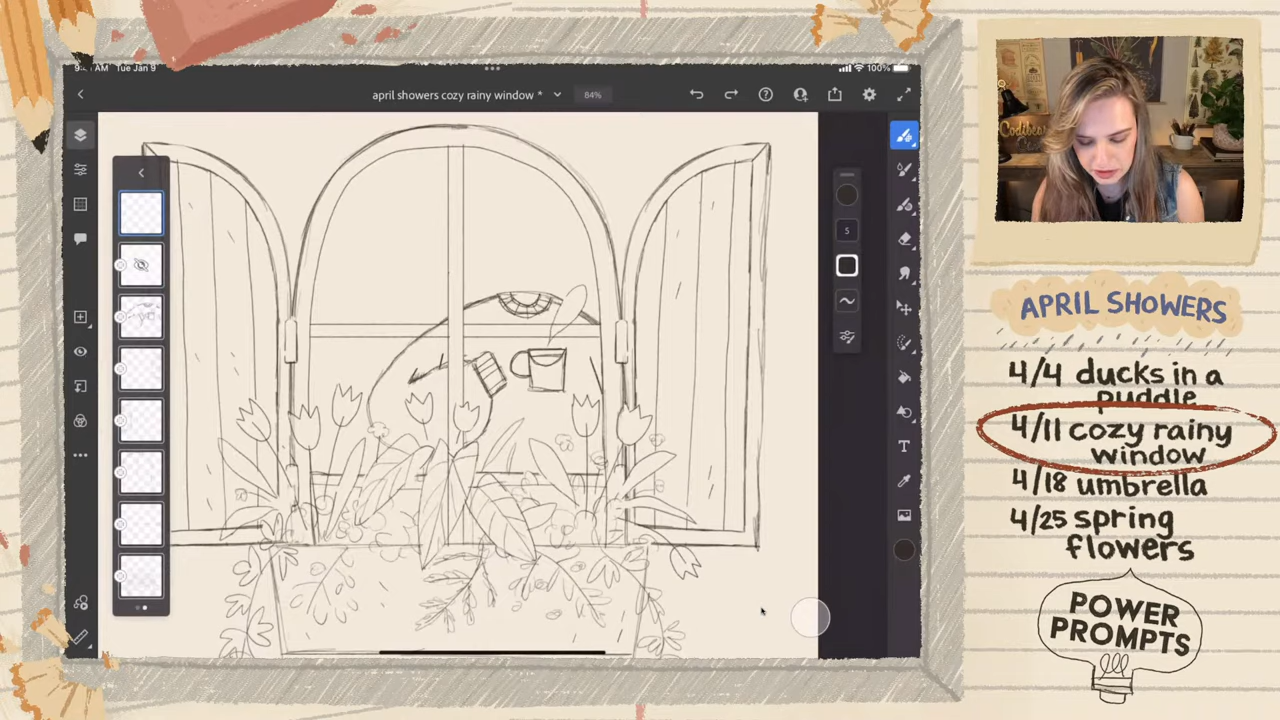 AM Tue Jan 9
100%
april showers cozy rainy window *
84%
5
T
APRIL SHOWERS
4/4 ducks in a
puddle
4/11 cozy rainy
window
4/18 umbrella
4/25 spring
flowers
POWER
PROMPTS